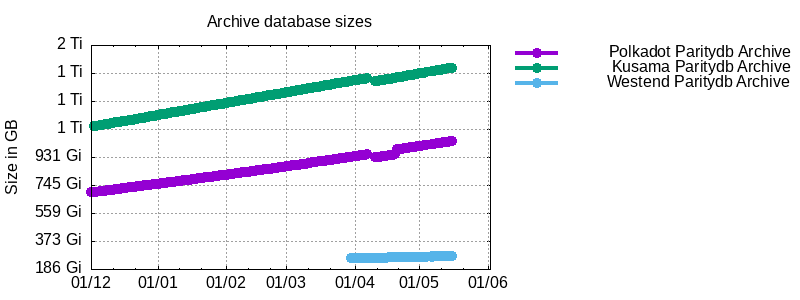 Archive database sizes
Polkadot Paritydb Archive
Kusama Paritydb Archive
Westend Paritydb Archive
Size in GB
2 Ti
1 Ti
1 Ti
1 Ti
931 Gi
745 Gi
559 Gi
373 Gi
186 Gi
01/12 01/01 01/02 01/03 01/04 01/05 01/06